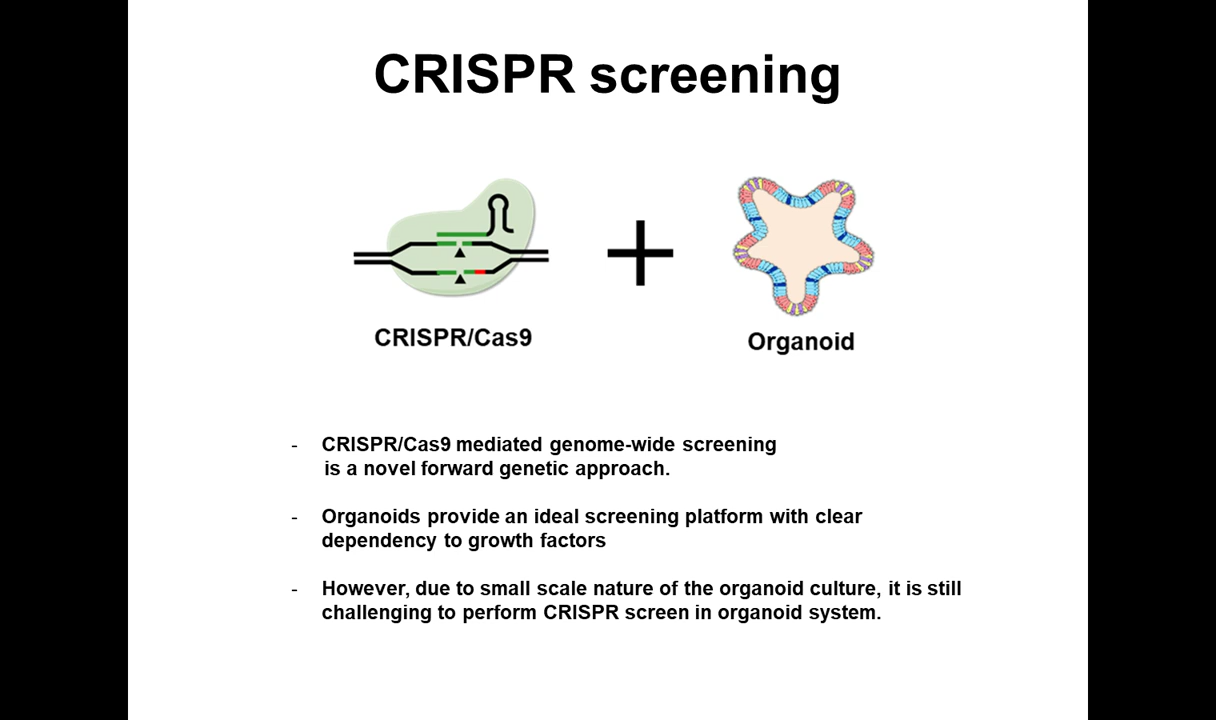 CRISPR screening
CRISPR/Cas9
Organoid
- CRISPR/Cas9 mediated genome-wide screening
is a novel forward genetic approach.
- Organoids provide an ideal screening platform with clear
dependency to growth factors
- However, due to small scale nature of the organoid culture, it is still
challenging to perform CRISPR screen in organoid system.